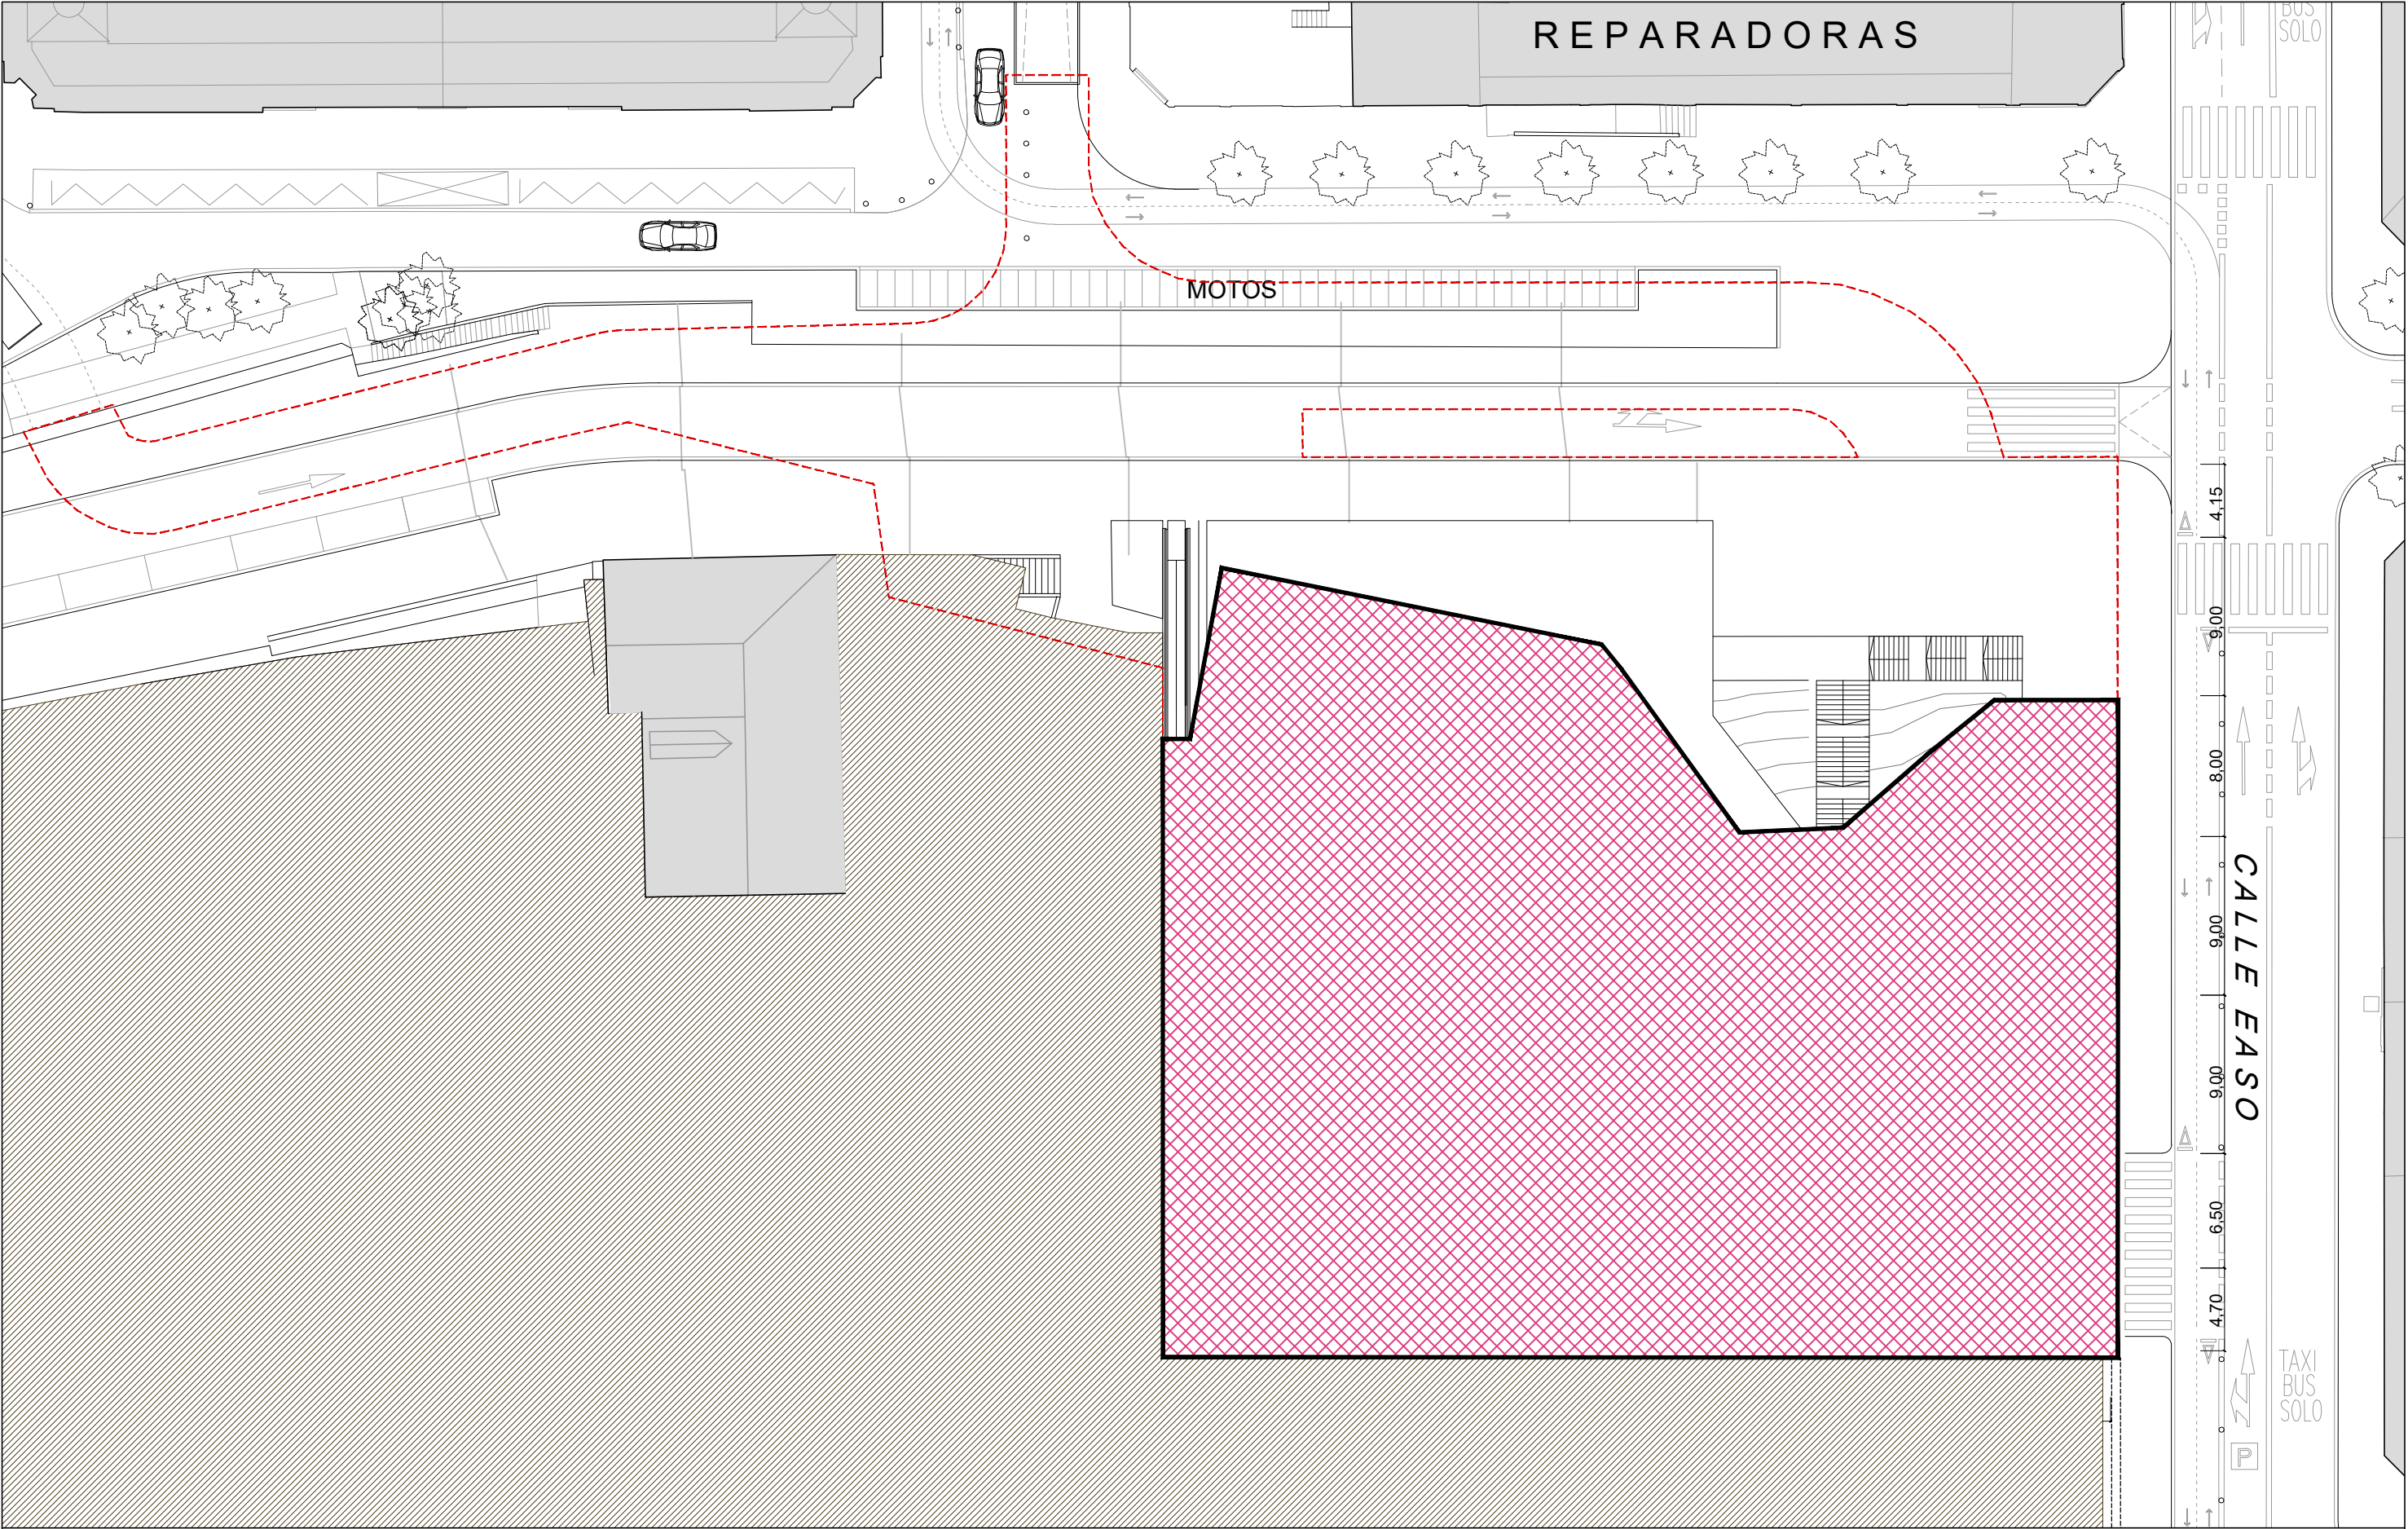 REPARADORAS
BUS
SOLO
MOTOS
4,15
9,00
8,00
9,00
9,00
6,50
4,70
CALLE EASO
TAXI
BUS
SOLO
P